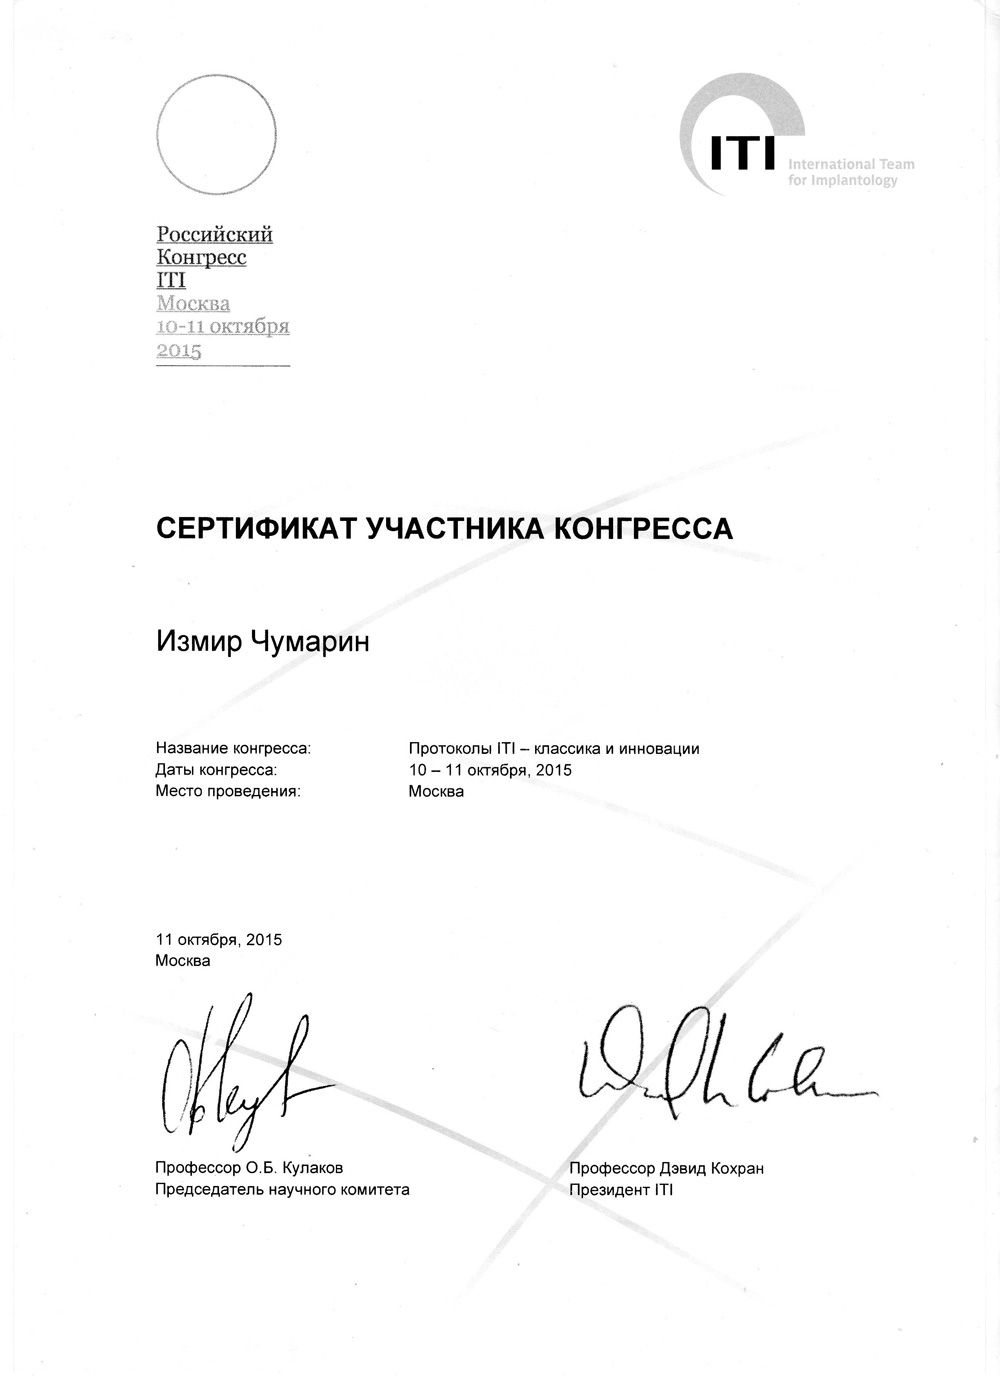 Российский
Конгресс
ITI
Москва
10-11 октября
2015
ITI
International Team
for Implantology
СЕРТИФИКАТ УЧАСТНИКА КОНГРЕССА
Измир Чумарин
Название конгресса: Протоколы ITI – классика и инновации
Даты конгресса: 10 – 11 октября, 2015
Место проведения: Москва
11 октября, 2015
Москва
Профессор О.Б. Кулаков
Председатель научного комитета
Профессор Дэвид Кохран
Президент ITI